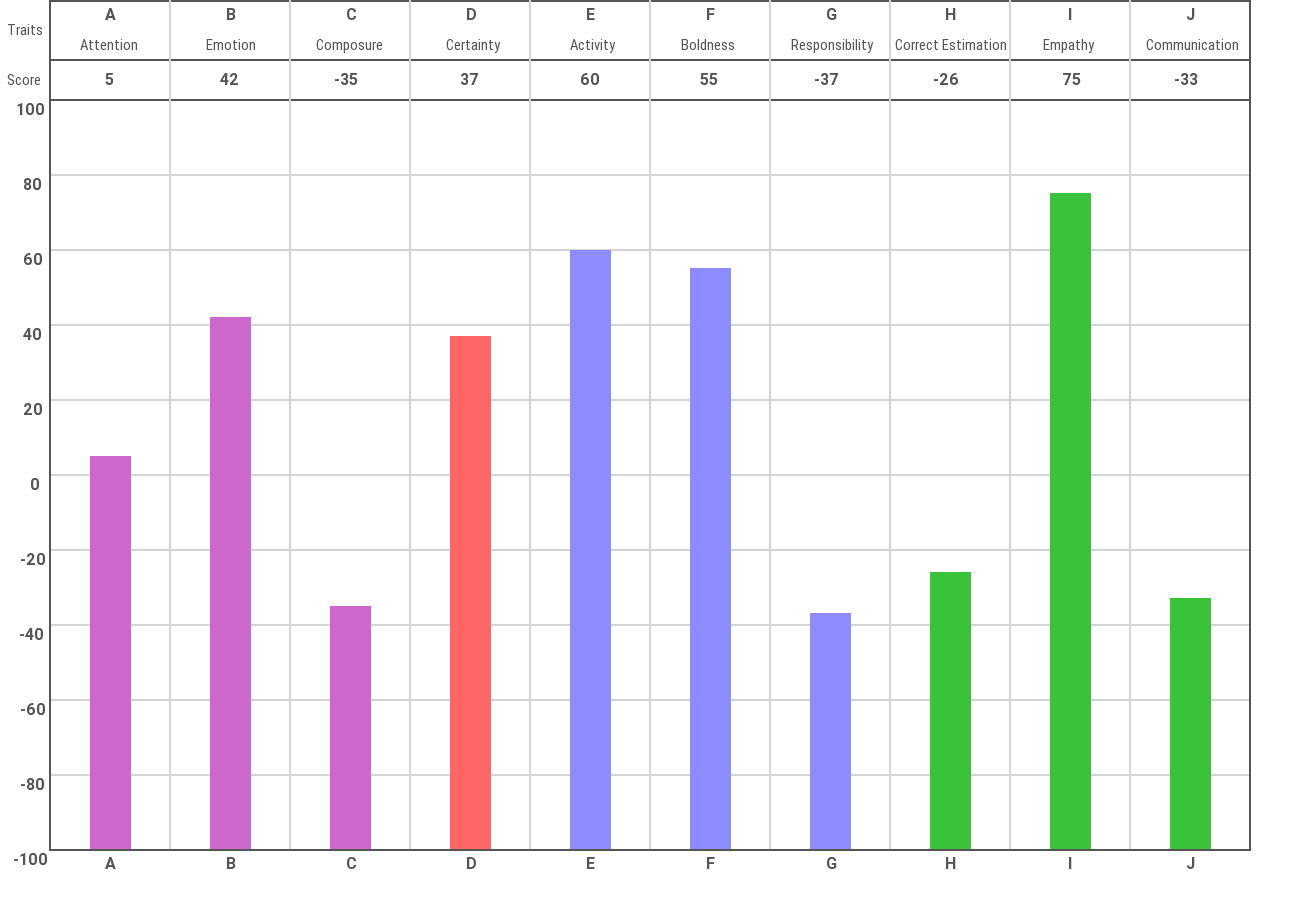 Traits A B C D E F G H I J
Attention Emotion Composure Certainty Activity Boldness Responsibility Correct Estimation Empathy Communication
Score 5 42 -35 37 60 55 -37 -26 75 -33
100
80
60
40
20
0
-20
-40
-60
-80
-100
A B C D E F G H I J